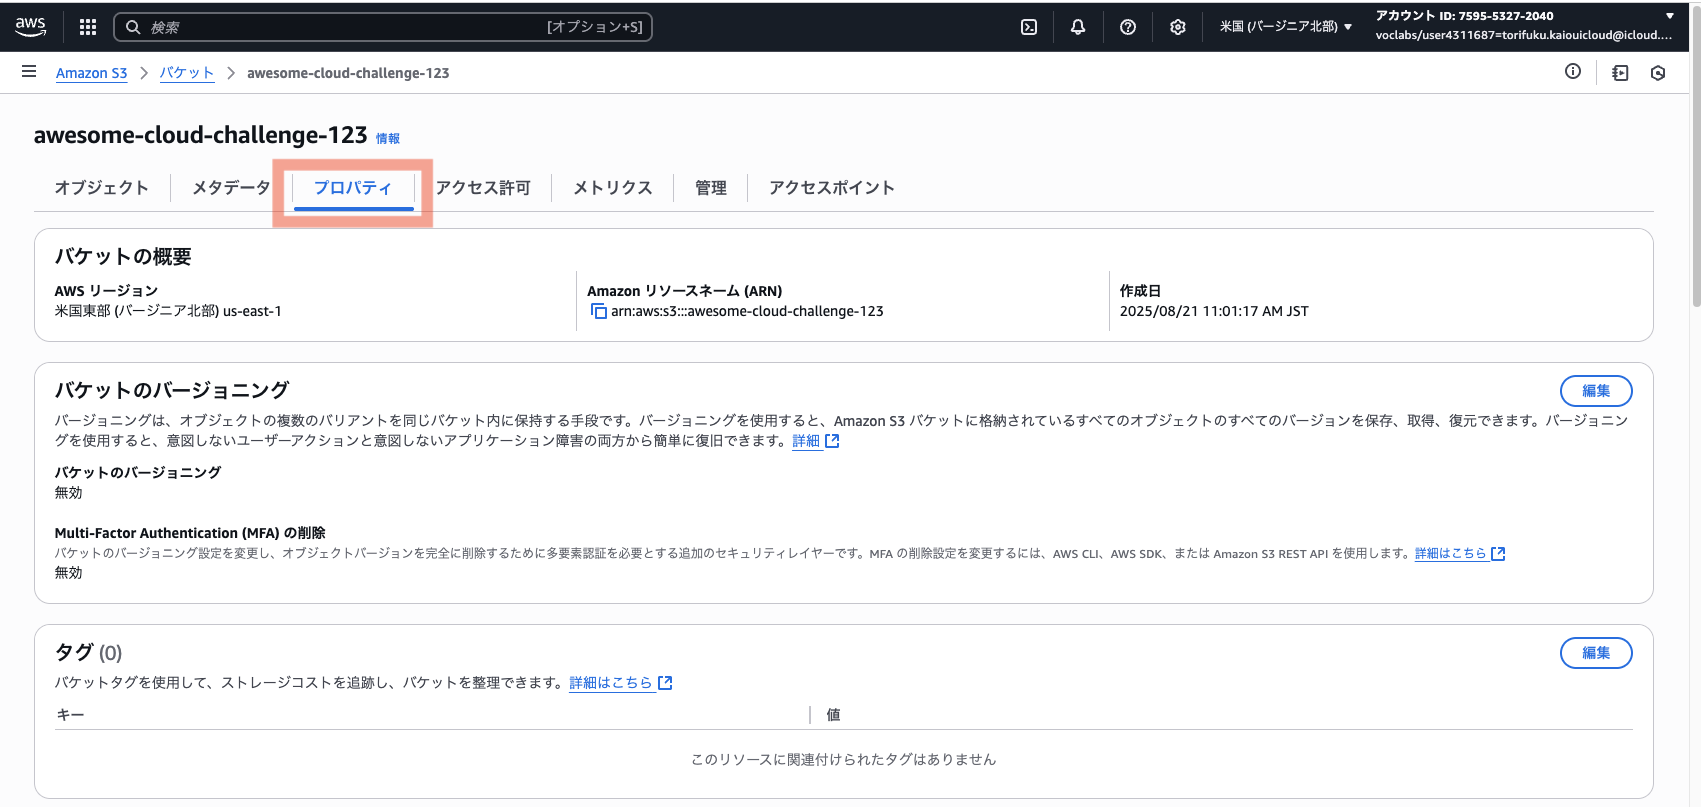 aws
検索 [オプション+S]
米国 (バージニア北部) ▼
アカウント ID: 7595-5327-2040 ▼
voclabs/user4311687=torifuku.kaiouicloud@icloud....
Amazon S3 > バケット > awesome-cloud-challenge-123
awesome-cloud-challenge-123 情報
オブジェクト メタデータ プロパティ アクセス許可 メトリクス 管理 アクセスポイント
バケットの概要
AWS リージョン
米国東部 (バージニア北部) us-east-1
Amazon リソースネーム (ARN)
arn:aws:s3:::awesome-cloud-challenge-123
作成日
2025/08/21 11:01:17 AM JST
バケットのバージョニング
編集
バージョニングは、オブジェクトの複数のバリアントを同じバケット内に保持する手段です。バージョニングを使用すると、Amazon S3 バケットに格納されているすべてのオブジェクトのすべてのバージョンを保存、取得、復元できます。バージョニン
グを使用すると、意図しないユーザーアクションと意図しないアプリケーション障害の両方から簡単に復旧できます。詳細
バケットのバージョニング
無効
Multi-Factor Authentication (MFA) の削除
バケットのバージョニング設定を変更し、オブジェクトバージョンを完全に削除するために多要素認証を必要とする追加のセキュリティレイヤーです。MFA の削除設定を変更するには、AWS CLI、AWS SDK、または Amazon S3 REST API を使用します。詳細はこちら
無効
タグ (0)
編集
バケットタグを使用して、ストレージコストを追跡し、バケットを整理できます。詳細はこちら
キー 値
このリソースに関連付けられたタグはありません